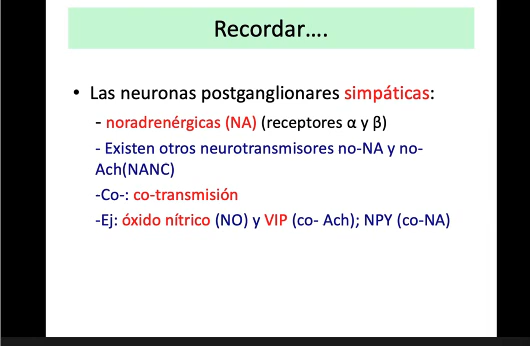 Recordar....
• Las neuronas postganglionares simpáticas:
- noradrenérgicas (NA) (receptores α y β)
- Existen otros neurotransmisores no-NA y no-
Ach(NANC)
-Co-: co-transmisión
-Ej: óxido nítrico (NO) y VIP (co- Ach); NPY (co-NA)